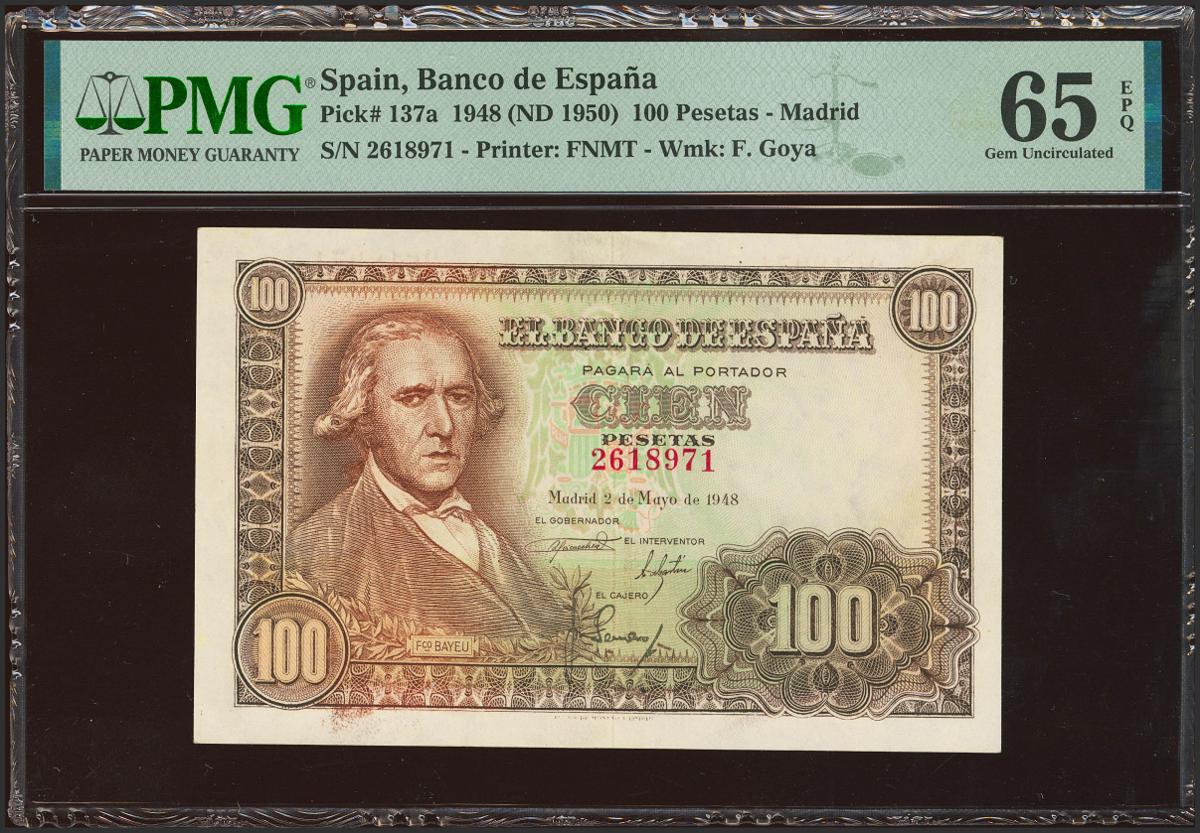 PMG®
PAPER MONEY GUARANTY
Spain, Banco de España
Pick# 137a 1948 (ND 1950) 100 Pesetas - Madrid
S/N 2618971 - Printer: FNMT - Wmk: F. Goya
65
EPQ
Gem Uncirculated
100
100
EL BANCO DE ESPAÑA
PAGARÁ AL PORTADOR
CIEN
PESETAS
2618971
Madrid 2 de Mayo de 1948
EL GOBERNADOR
EL INTERVENTOR
EL CAJERO
100
FCO BAYEU
100